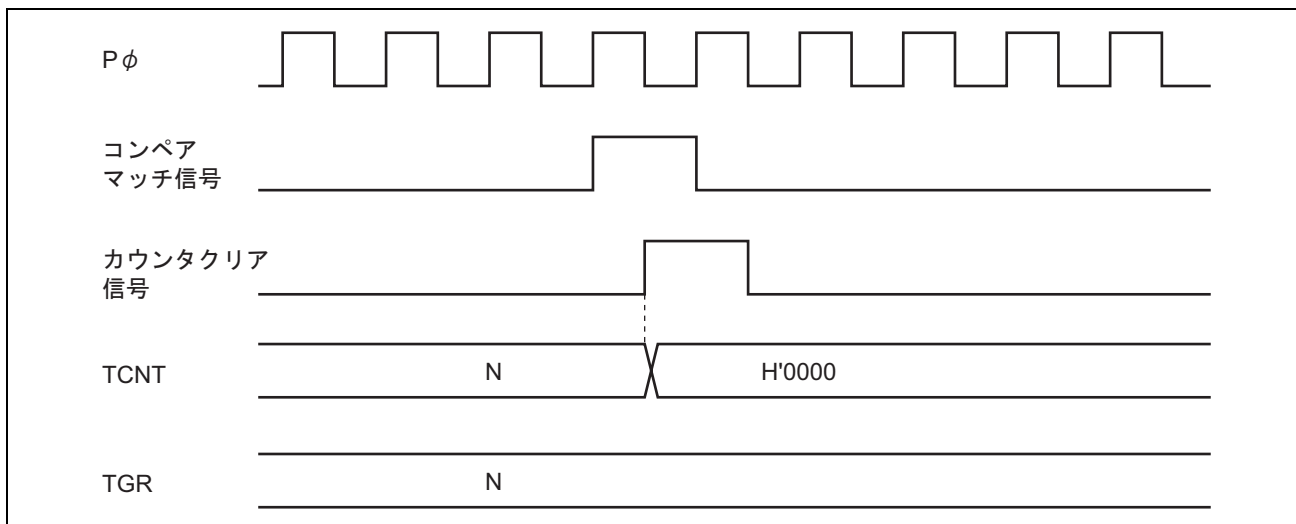 Pφ
コンペア
マッチ信号
カウンタクリア
信号
TCNT
N
H'0000
TGR
N